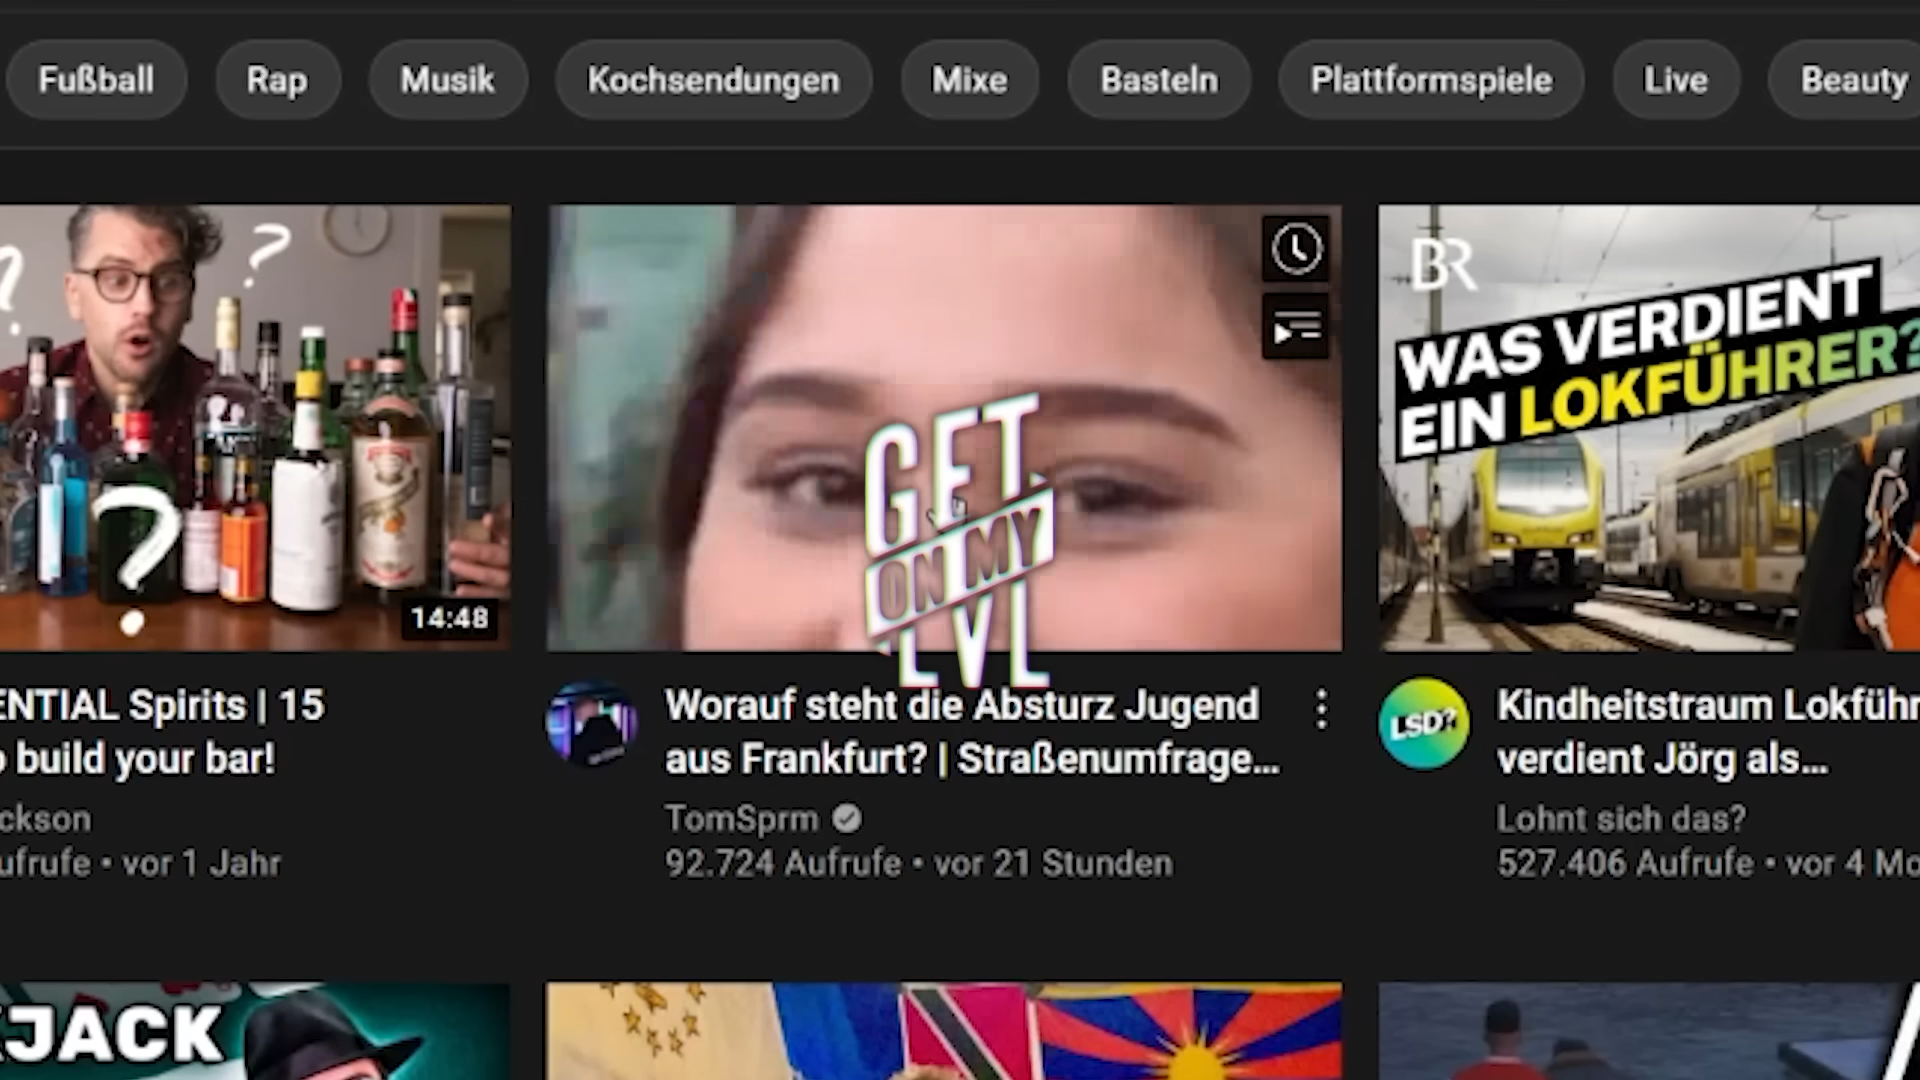 Fußball
Rap
Musik
Kochsendungen
Mixe
Basteln
Plattformspiele
Live
Beauty
?
?
?
14:48
GET
ON MY
LVL
BR
WAS VERDIENT
EIN LOKFÜHRER?
ENTIAL Spirits | 15
build your bar!
ckson
ufrufe • vor 1 Jahr
Worauf steht die Absturz Jugend
aus Frankfurt? | Straßenumfrage...
TomSprm
92.724 Aufrufe • vor 21 Stunden
LSD?
Kindheitstraum Lokführ
verdient Jörg als...
Lohnt sich das?
527.406 Aufrufe • vor 4 Mo
JACK